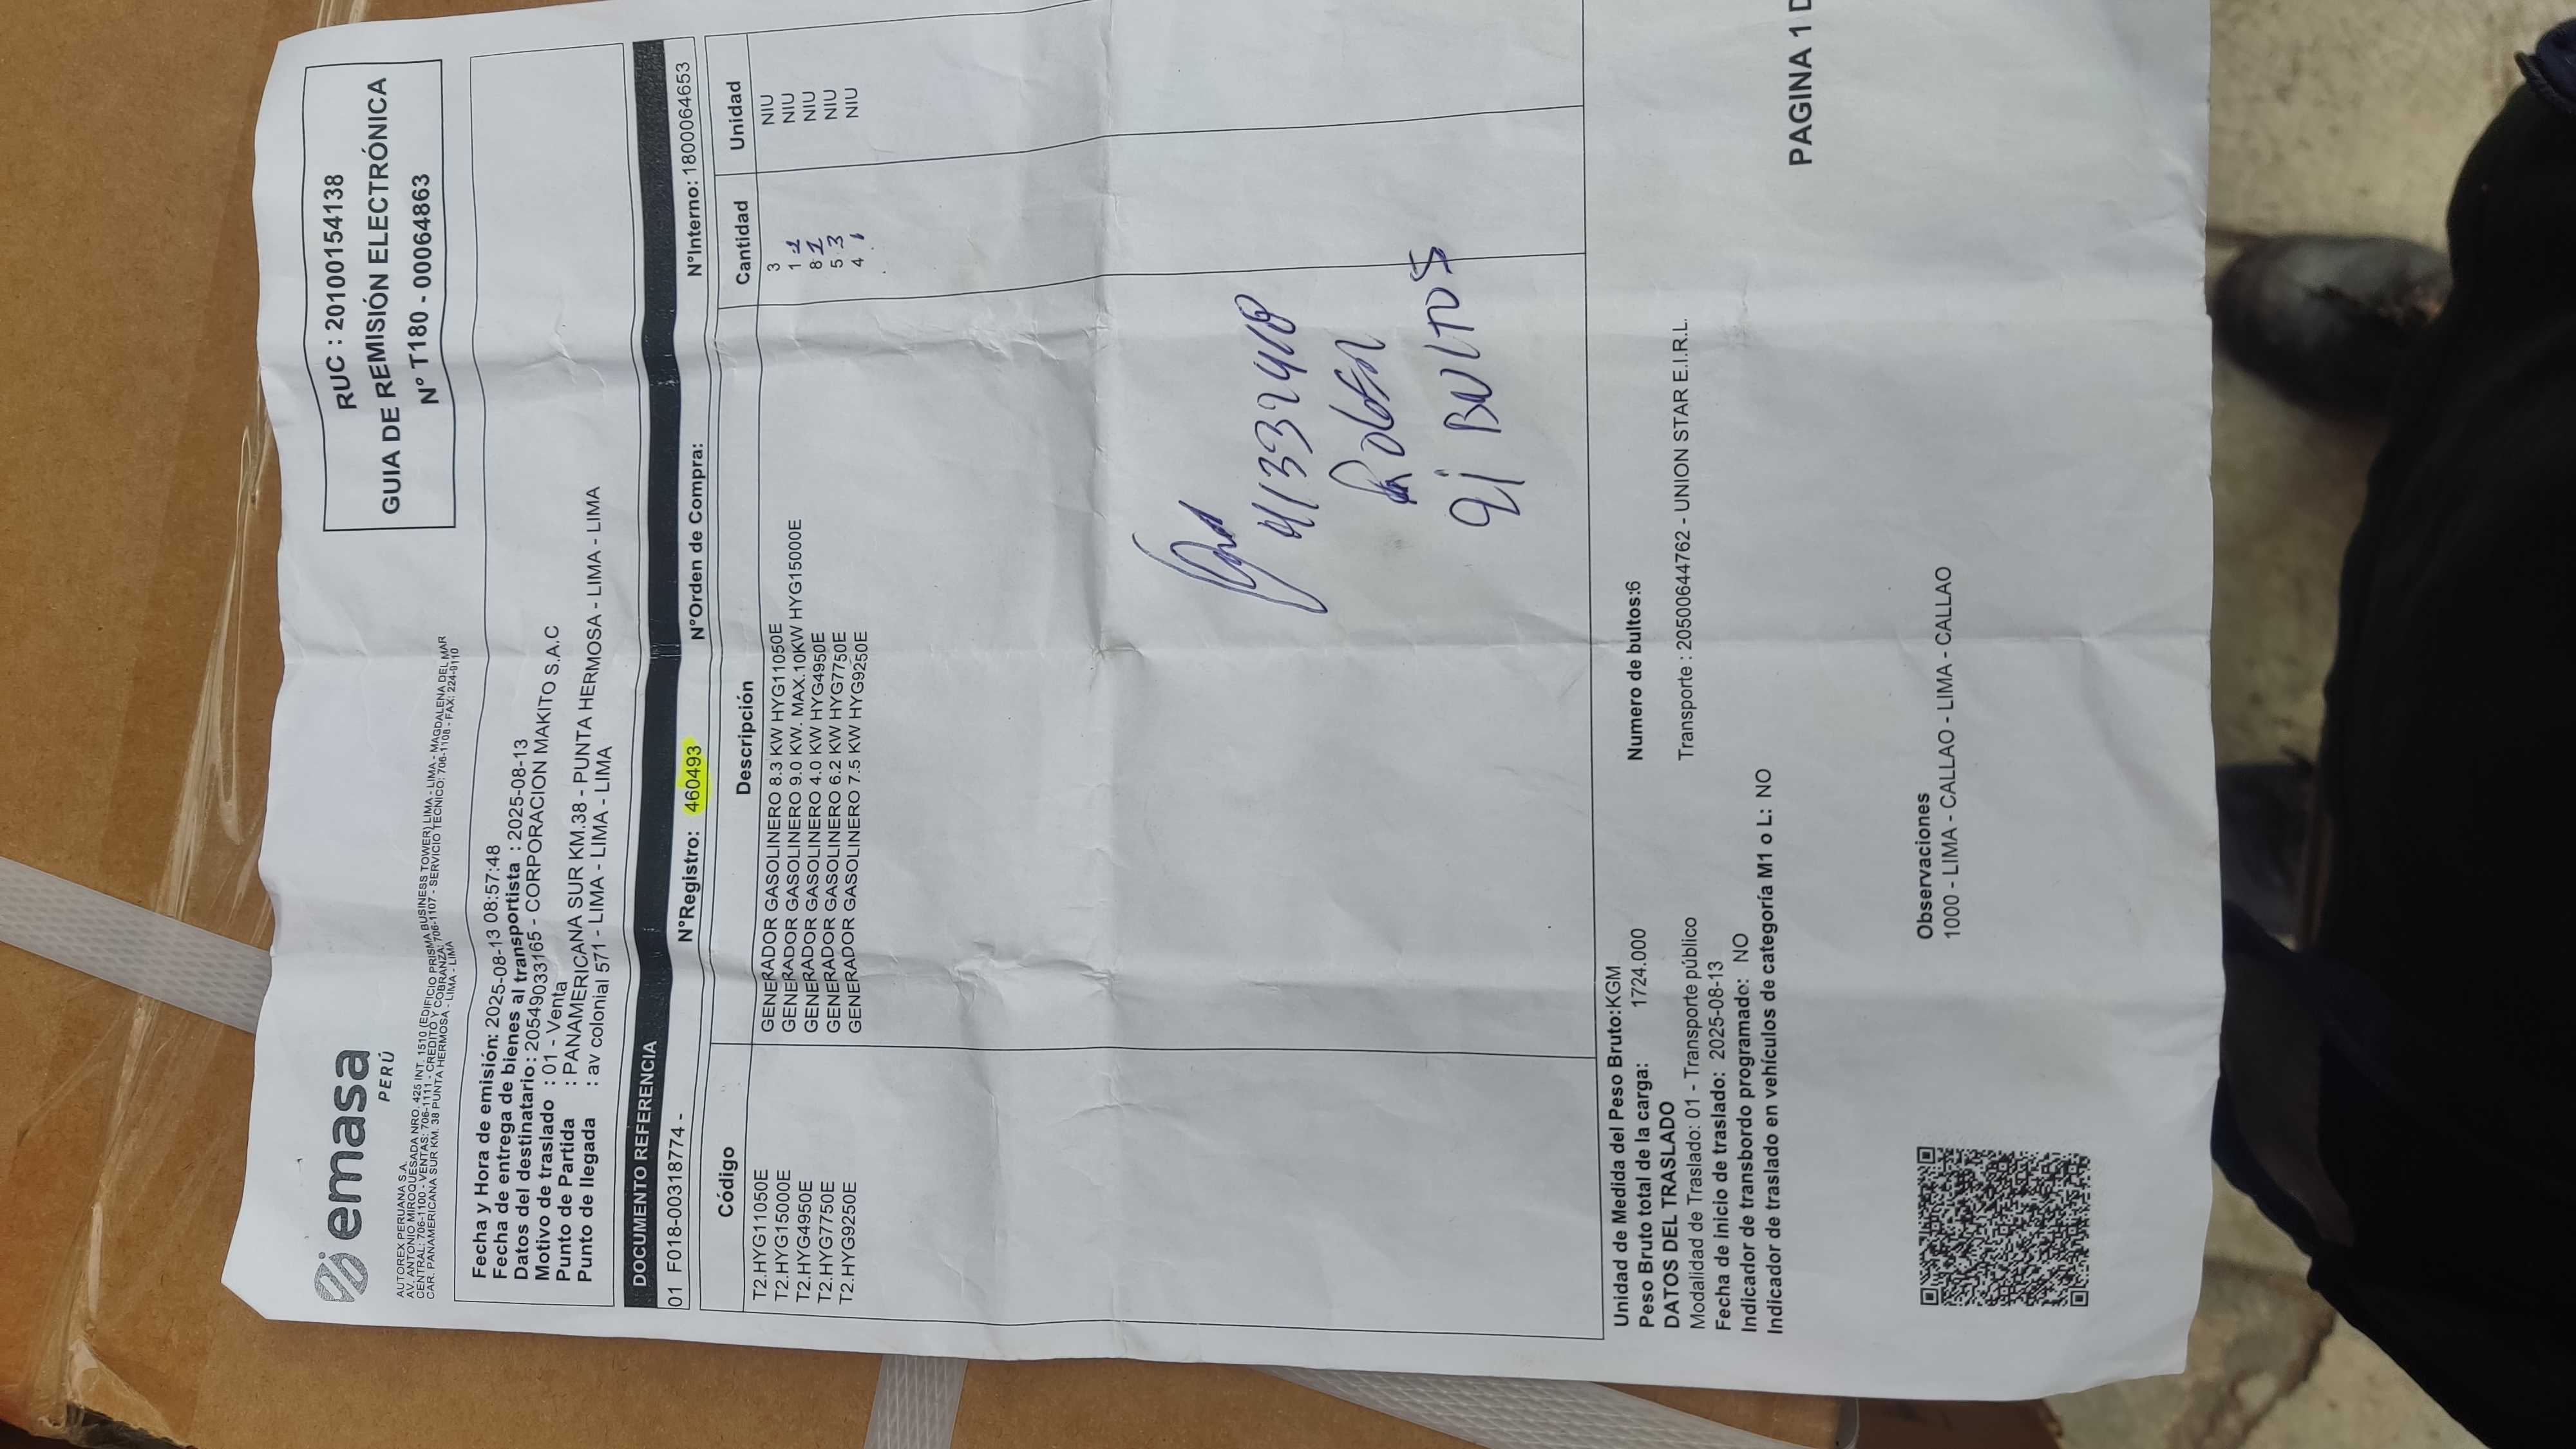 emasa
PERÚ
RUC : 20100154138
GUIA DE REMISIÓN ELECTRÓNICA
N° T180 - 00064863
AUTOREX PERUANA S.A.
AV. ANTONIO MIROQUESADA NRO. 425 INT. 1510 (EDIFICIO PRISMA BUSINESS TOWER) LIMA - LIMA - MAGDALENA DEL MAR
CENTRAL: 706-1100 - VENTAS: 706-1111 - CREDITO Y COBRANZA: 706-1107 - SERVICIO TECNICO: 706-1108 - FAX: 224-9110
CAR. PANAMERICANA SUR KM. 38 PUNTA HERMOSA - LIMA - LIMA
Fecha y Hora de emisión: 2025-08-13 08:57:48
Fecha de entrega de bienes al transportista : 2025-08-13
Datos del destinatario : 20549033165 - CORPORACION MAKITO S.A.C
Motivo de traslado : 01 - Venta
Punto de Partida : PANAMERICANA SUR KM.38 - PUNTA HERMOSA - LIMA - LIMA
Punto de llegada : av colonial 571 - LIMA - LIMA - LIMA
DOCUMENTO REFERENCIA
01 F018-00318774 - N°Registro: 460493 N°Orden de Compra: N°Interno: 1800064653
Código Descripción Cantidad Unidad
T2.HYG11050E GENERADOR GASOLINERO 8.3 KW HYG11050E 3 NIU
T2.HYG15000E GENERADOR GASOLINERO 9.0 KW. MAX.10KW HYG15000E 1 1 NIU
T2.HYG4950E GENERADOR GASOLINERO 4.0 KW HYG4950E 8 1 NIU
T2.HYG7750E GENERADOR GASOLINERO 6.2 KW HYG7750E 5 3 NIU
T2.HYG9250E GENERADOR GASOLINERO 7.5 KW HYG9250E 4 NIU
21 BULTOS
Unidad de Medida del Peso Bruto:KGM
Peso Bruto total de la carga: 1724.000 Numero de bultos:6
DATOS DEL TRASLADO
Modalidad de Traslado: 01 - Transporte público Transporte : 20500644762 - UNION STAR E.I.R.L.
Fecha de inicio de traslado: 2025-08-13
Indicador de transbordo programado: NO
Indicador de traslado en vehículos de categoría M1 o L: NO
PAGINA 1 D
Observaciones
1000 - LIMA - CALLAO - LIMA - CALLAO